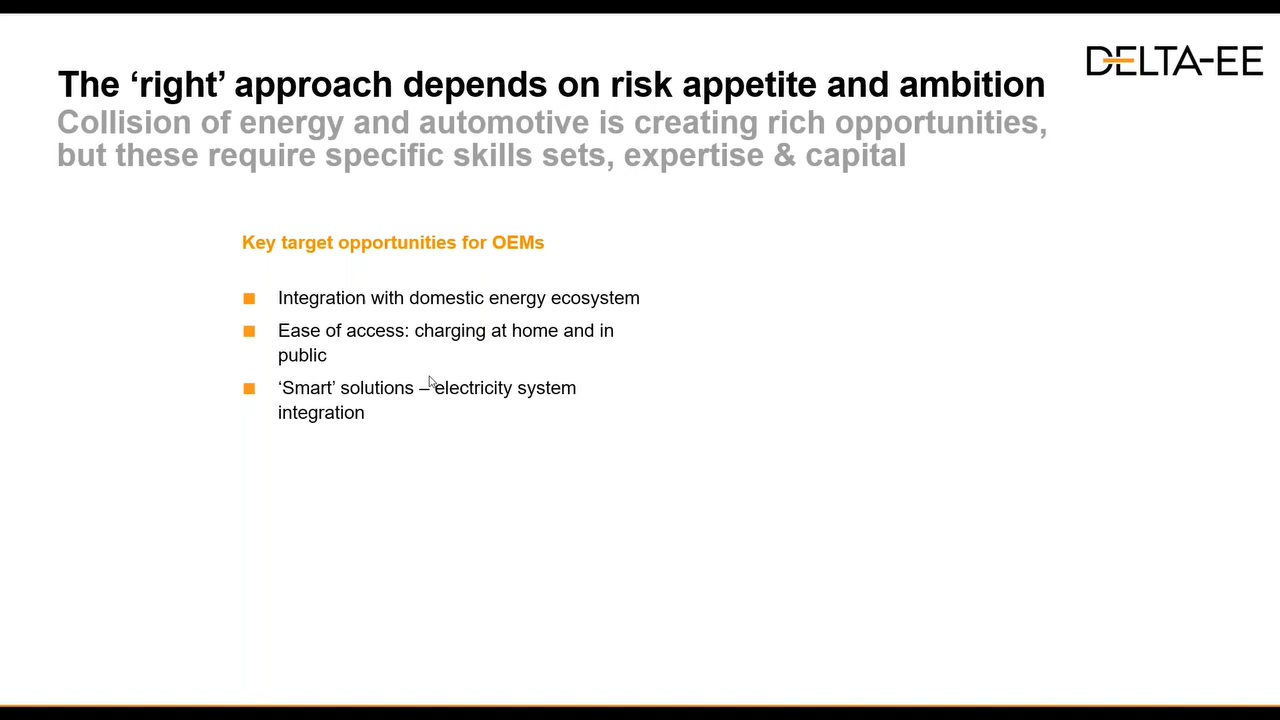 DELTA-EE
The ‘right’ approach depends on risk appetite and ambition
Collision of energy and automotive is creating rich opportunities,
but these require specific skills sets, expertise & capital
Key target opportunities for OEMs
Integration with domestic energy ecosystem
Ease of access: charging at home and in
public
‘Smart’ solutions – electricity system
integration